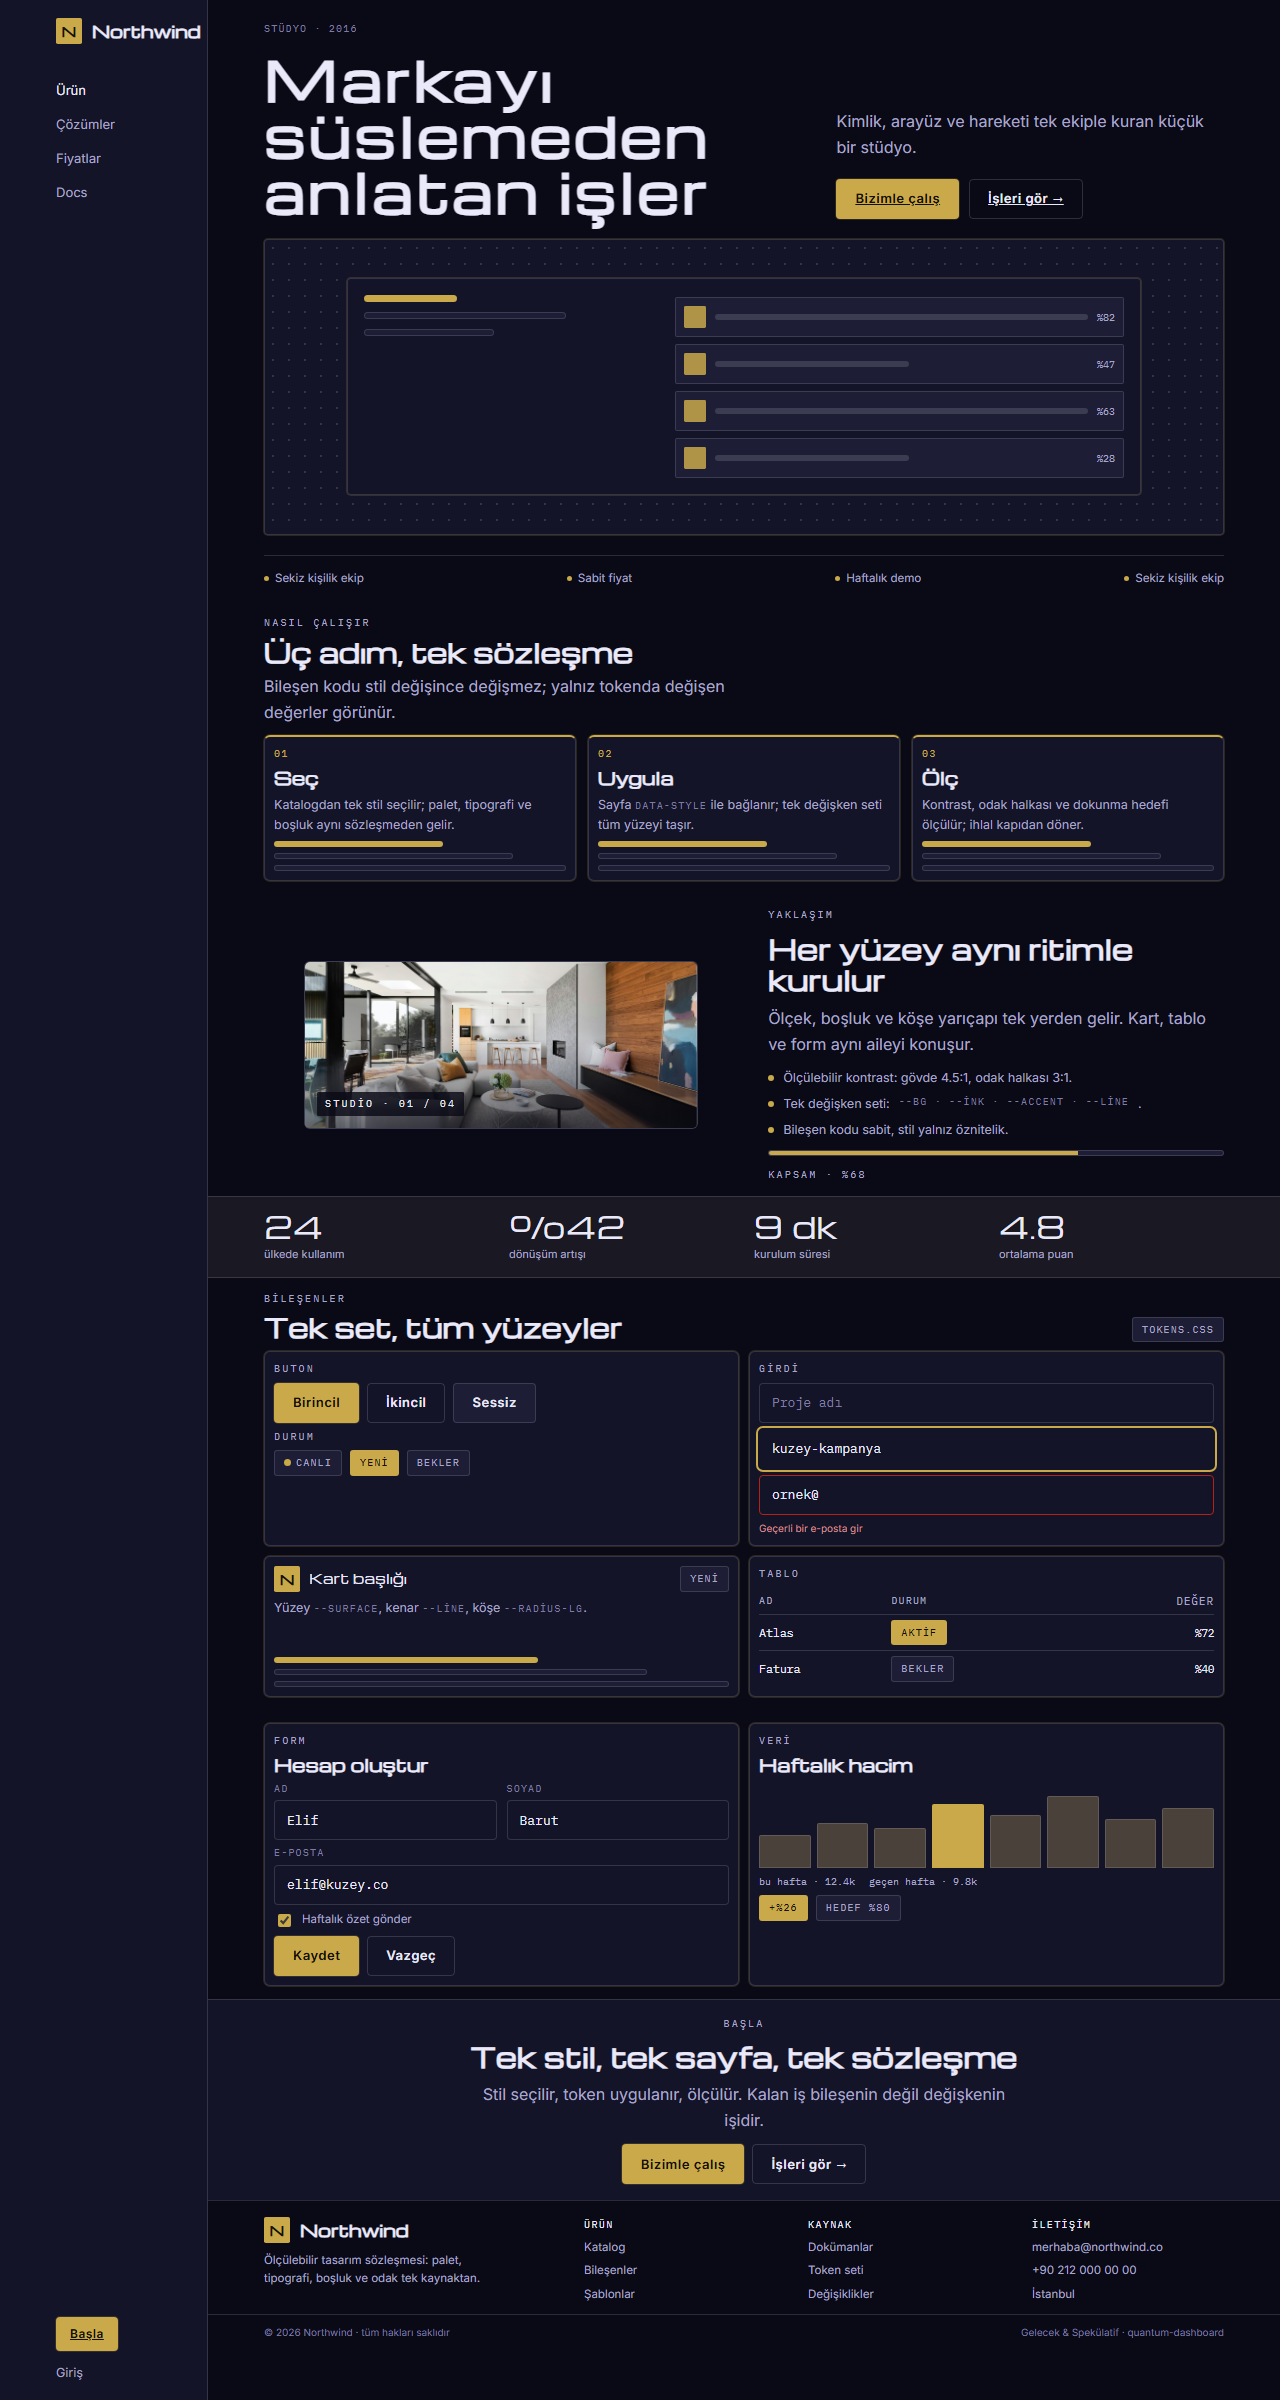 N Northwind
Ürün
Çözümler
Fiyatlar
Docs
Başla
Giriş
STÜDYO · 2016
Markayı
süslemeden
anlatan işler
Kimlik, arayüz ve hareketi tek ekiple kuran küçük
bir stüdyo.
Bizimle çalış
İşleri gör →
%82
%47
%63
%28
Sekiz kişilik ekip
Sabit fiyat
Haftalık demo
Sekiz kişilik ekip
NASIL ÇALIŞIR
Üç adım, tek sözleşme
Bileşen kodu stil değişince değişmez; yalnız tokenda değişen
değerler görünür.
01
Seç
Katalogdan tek stil seçilir; palet, tipografi ve
boşluk aynı sözleşmeden gelir.
02
Uygula
Sayfa DATA-STYLE ile bağlanır; tek değişken seti
tüm yüzeyi taşır.
03
Ölç
Kontrast, odak halkası ve dokunma hedefi
ölçülür; ihlal kapıdan döner.
STUDİO · 01 / 04
YAKLAŞIM
Her yüzey aynı ritimle
kurulur
Ölçek, boşluk ve köşe yarıçapı tek yerden gelir. Kart, tablo
ve form aynı aileyi konuşur.
Ölçülebilir kontrast: gövde 4.5:1, odak halkası 3:1.
Tek değişken seti: --BG · --İNK · --ACCENT · --LİNE .
Bileşen kodu sabit, stil yalnız öznitelik.
KAPSAM · %68
24
ülkede kullanım
%42
dönüşüm artışı
9 dk
kurulum süresi
4.8
ortalama puan
BİLEŞENLER
Tek set, tüm yüzeyler
TOKENS.CSS
BUTON
Birincil
İkincil
Sessiz
DURUM
CANLI
YENİ
BEKLER
GİRDİ
Proje adı
kuzey-kampanya
ornek@
Geçerli bir e-posta gir
N Kart başlığı
YENİ
Yüzey --SURFACE, kenar --LİNE, köşe --RADİUS-LG.
TABLO
AD DURUM DEĞER
Atlas AKTİF %72
Fatura BEKLER %40
FORM
Hesap oluştur
AD
SOYAD
Elif
Barut
E-POSTA
elif@kuzey.co
Haftalık özet gönder
Kaydet
Vazgeç
VERİ
Haftalık hacim
bu hafta · 12.4k geçen hafta · 9.8k
+%26
HEDEF %80
BAŞLA
Tek stil, tek sayfa, tek sözleşme
Stil seçilir, token uygulanır, ölçülür. Kalan iş bileşenin değil değişkenin
işidir.
Bizimle çalış
İşleri gör →
N Northwind
Ölçülebilir tasarım sözleşmesi: palet,
tipografi, boşluk ve odak tek kaynaktan.
ÜRÜN
Katalog
Bileşenler
Şablonlar
KAYNAK
Dokümanlar
Token seti
Değişiklikler
İLETİŞİM
merhaba@northwind.co
+90 212 000 00 00
İstanbul
© 2026 Northwind · tüm hakları saklıdır
Gelecek & Spekülatif · quantum-dashboard